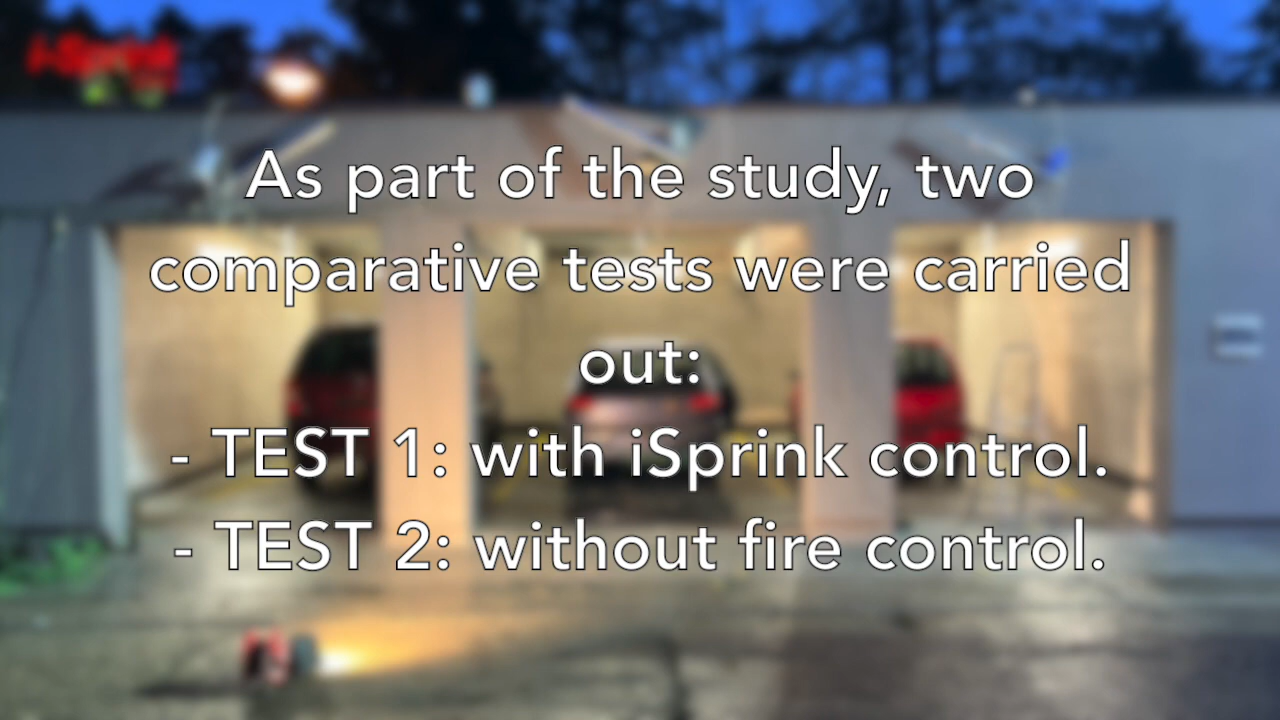 As part of the study, two
comparative tests were carried
out:
- TEST 1: with iSprink control.
- TEST 2: without fire control.